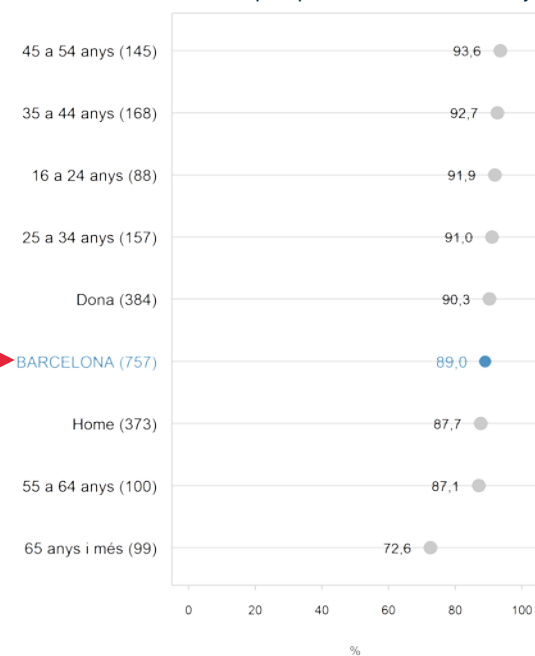 45 a 54 anys (145) 93,6
35 a 44 anys (168) 92,7
16 a 24 anys (88) 91,9
25 a 34 anys (157) 91,0
Dona (384) 90,3
BARCELONA (757) 89,0
Home (373) 87,7
55 a 64 anys (100) 87,1
65 anys i més (99) 72,6
0 20 40 60 80 100
%